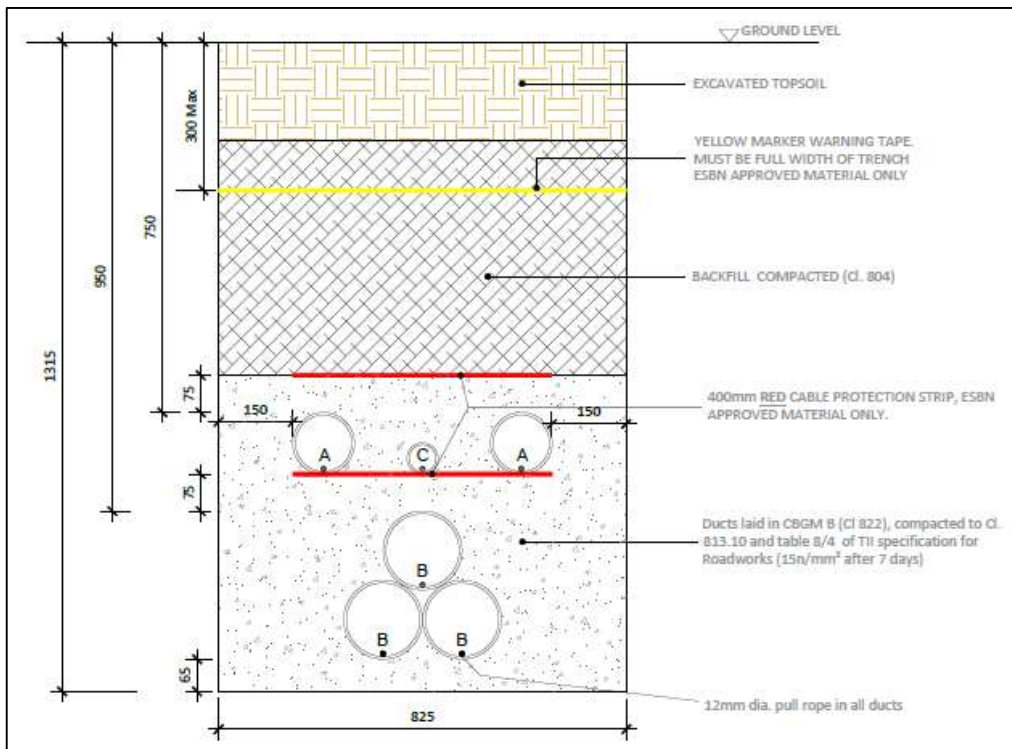 GROUND LEVEL
EXCAVATED TOPSOIL
300 Max
YELLOW MARKER WARNING TAPE.
MUST BE FULL WIDTH OF TRENCH
ESBN APPROVED MATERIAL ONLY
750
950
BACKFILL COMPACTED (Cl. 804)
1315
75
150
150
400mm RED CABLE PROTECTION STRIP, ESBN
APPROVED MATERIAL ONLY.
A
C
A
75
Ducts laid in CBGM B (Cl 822), compacted to Cl.
813.10 and table 8/4 of TII specification for
Roadworks (15n/mm² after 7 days)
B
B
B
65
12mm dia. pull rope in all ducts
825